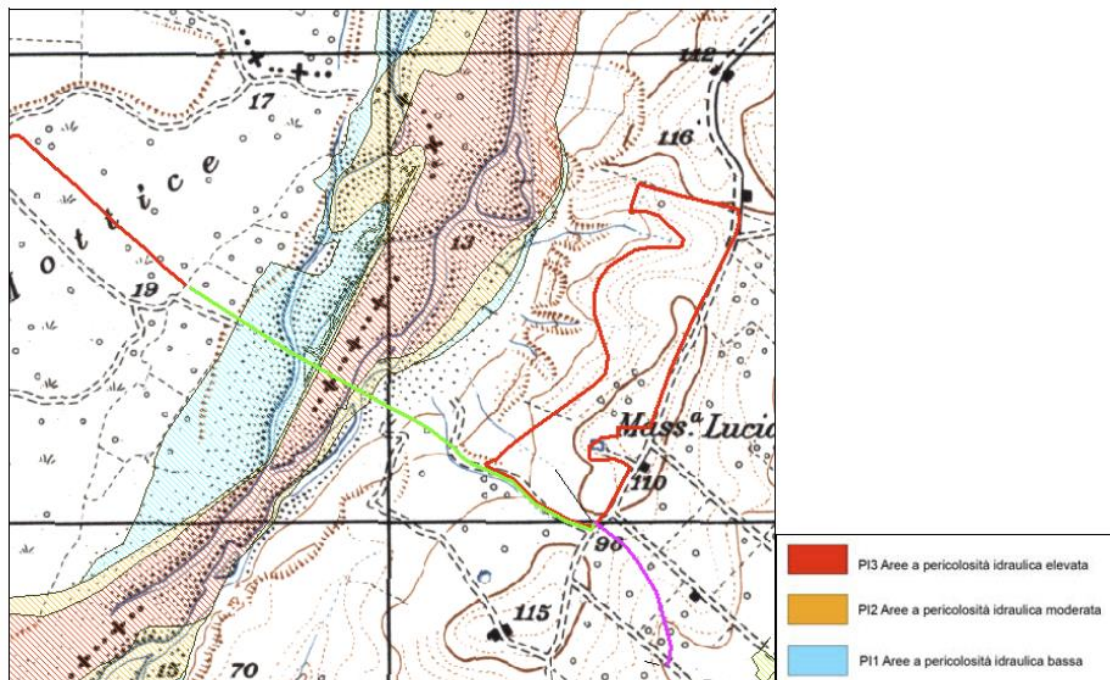 112
17
116
tice
13
19
Mass.ª Lucia
110
96
115
15
70
PI3 Aree a pericolosità idraulica elevata
PI2 Aree a pericolosità idraulica moderata
PI1 Aree a pericolosità idraulica bassa